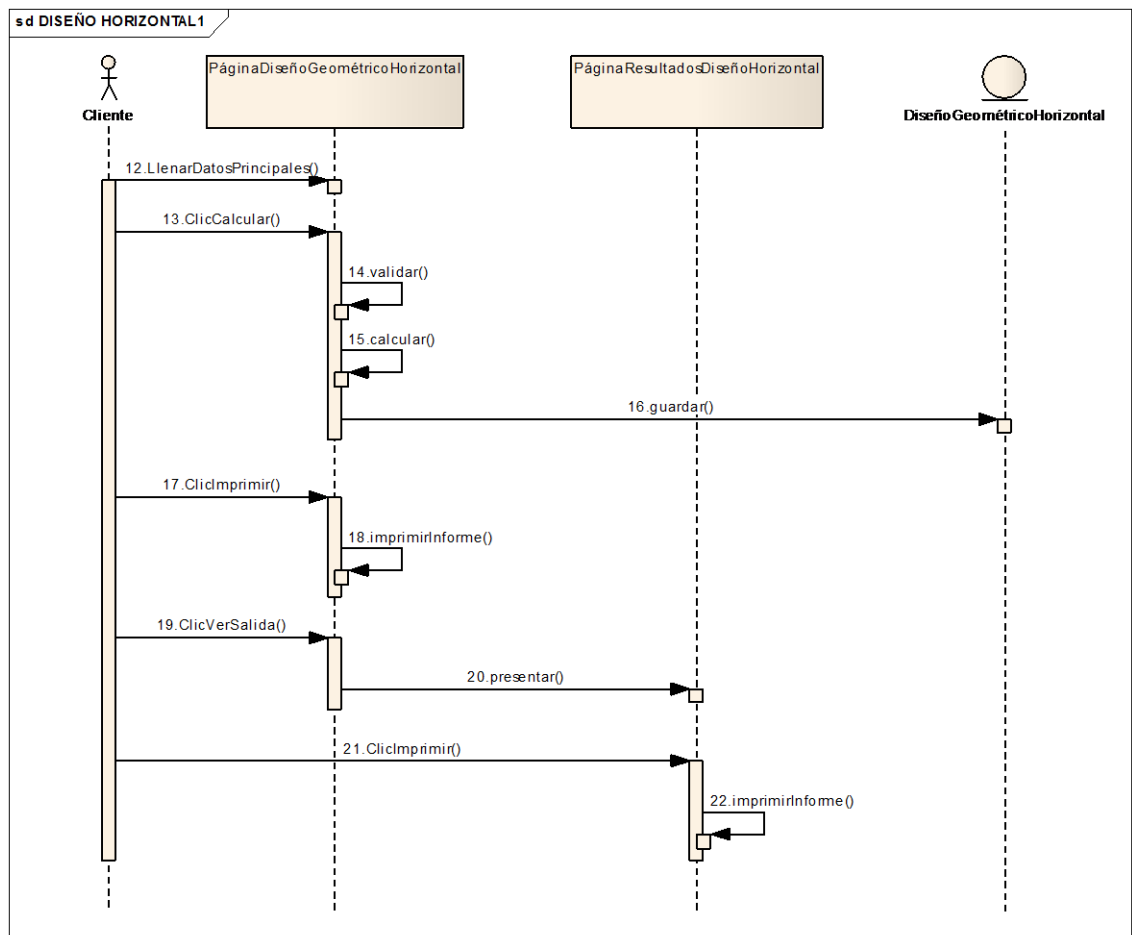 sd DISEÑO HORIZONTAL1
Cliente
PáginaDiseñoGeométricoHorizontal
PáginaResultadosDiseñoHorizontal
DiseñoGeométricoHorizontal
12.LlenarDatosPrincipales()
13.ClicCalcular()
14.validar()
15.calcular()
16.guardar()
17.ClicImprimir()
18.imprimirInforme()
19.ClicVerSalida()
20.presentar()
21.ClicImprimir()
22.imprimirInforme()